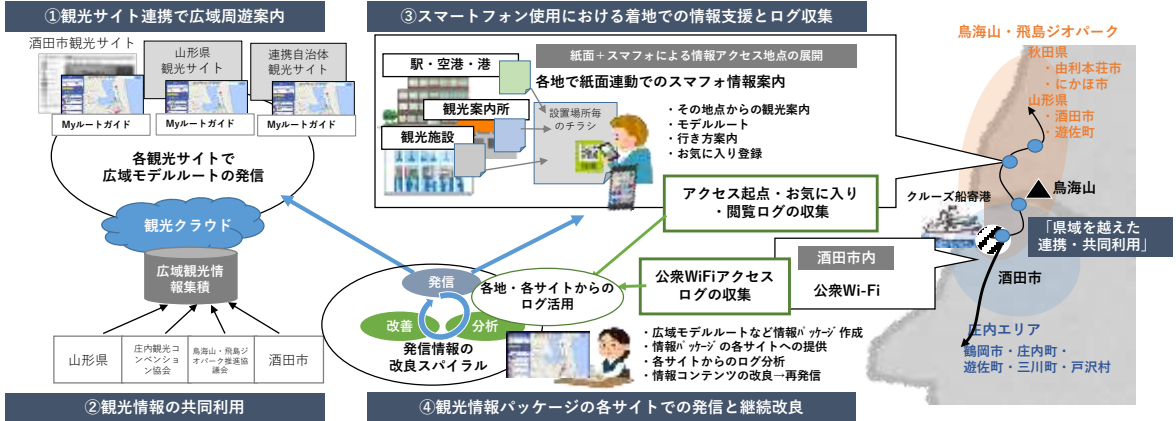 ①観光サイト連携で広域周遊案内
酒田市観光サイト
山形県
観光サイト
連携自治体
観光サイト
Myルートガイド
Myルートガイド
Myルートガイド
各観光サイトで
広域モデルルートの発信
観光クラウド
広域観光情
報集積
山形県
庄内観光コ
ンベンショ
ン協会
鳥海山・飛島ジ
オパーク推進協
議会
酒田市
②観光情報の共同利用
③スマートフォン使用における着地での情報支援とログ収集
紙面+スマフォによる情報アクセス地点の展開
各地で紙面連動でのスマフォ情報案内
駅・空港・港
観光案内所
観光施設
設置場所毎
のチラシ
・その地点からの観光案内
・モデルルート
・行き方案内
・お気に入り登録
アクセス起点・お気に入り
・閲覧ログの収集
公衆WiFiアクセス
ログの収集
酒田市内
公衆Wi-Fi
発信
改善
分析
発信情報の
改良スパイラル
各地・各サイトからの
ログ活用
・広域モデルルートなど情報ﾊﾟｯｹｰｼﾞ作成
・情報ﾊﾟｯｹｰｼﾞの各サイトへの提供
・各サイトからのログ分析
・情報コンテンツの改良→再発信
④観光情報パッケージの各サイトでの発信と継続改良
鳥海山・飛島ジオパーク
秋田県
・由利本荘市
・にかほ市
山形県
・酒田市
・遊佐町
鳥海山
クルーズ船寄港
「県域を越えた
連携・共同利用」
酒田市
庄内エリア
鶴岡市・庄内町・
遊佐町・三川町・戸沢村